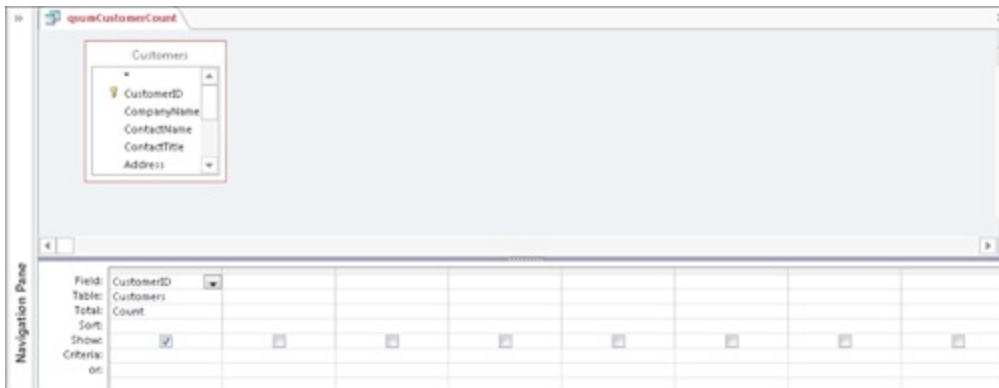 qsumCustomerCount
Customers
*
CustomerID
CompanyName
ContactName
ContactTitle
Address
Navigation Pane
Field: CustomerID
Table: Customers
Total: Count
Sort:
Show:
Criteria:
or: